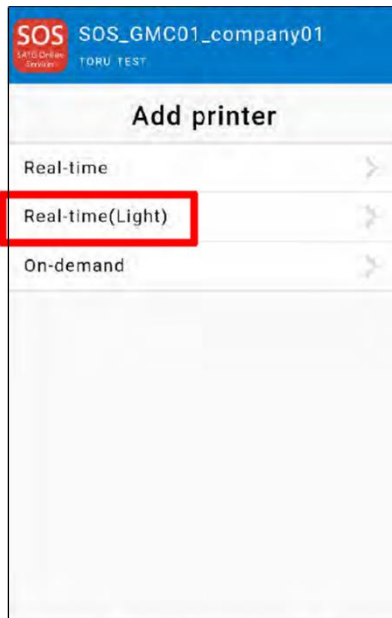 SOS
SATO Online
Services
SOS_GMC01_company01
TORU TEST
Add printer
Real-time
Real-time(Light)
On-demand